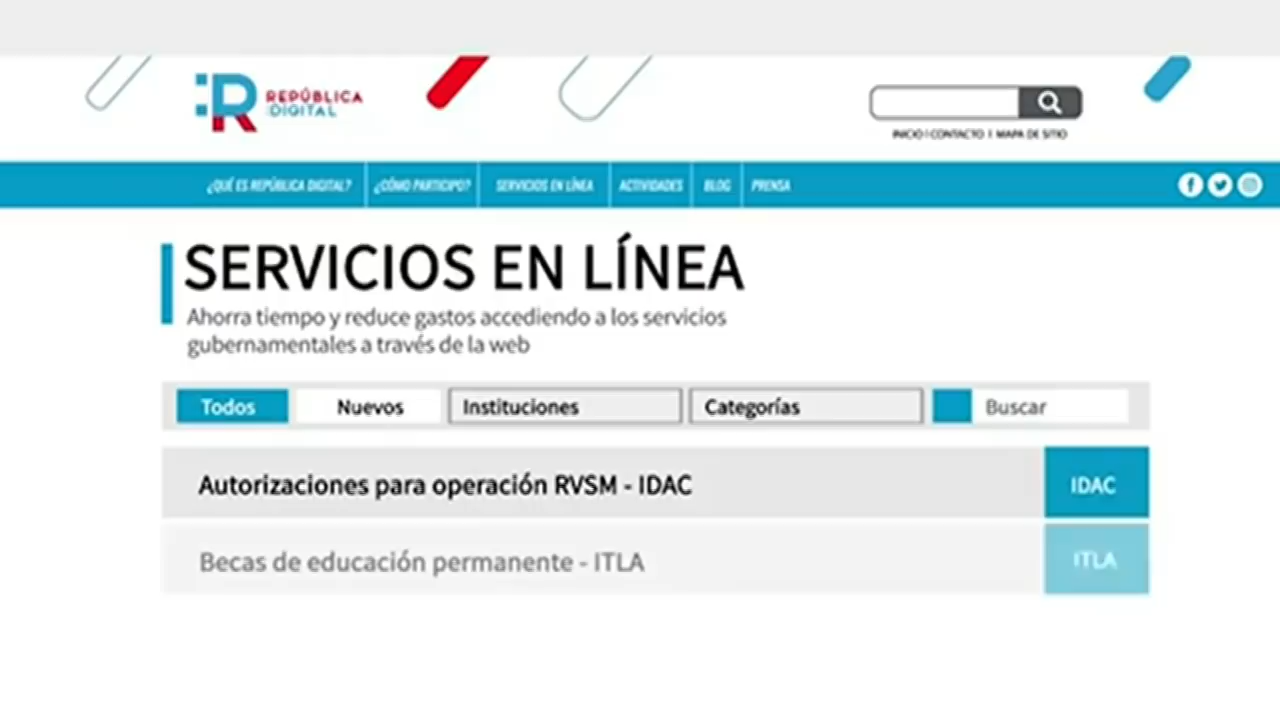 REPÚBLICA
DIGITAL
INICIO | CONTACTO | MAPA DE SITIO
¿QUÉ ES REPÚBLICA DIGITAL? ¿CÓMO PARTICIPO? SERVICIOS EN LÍNEA ACTIVIDADES BLOG PRENSA
SERVICIOS EN LÍNEA
Ahorra tiempo y reduce gastos accediendo a los servicios
gubernamentales a través de la web
Todos Nuevos Instituciones Categorías Buscar
Autorizaciones para operación RVSM - IDAC IDAC
Becas de educación permanente - ITLA ITLA